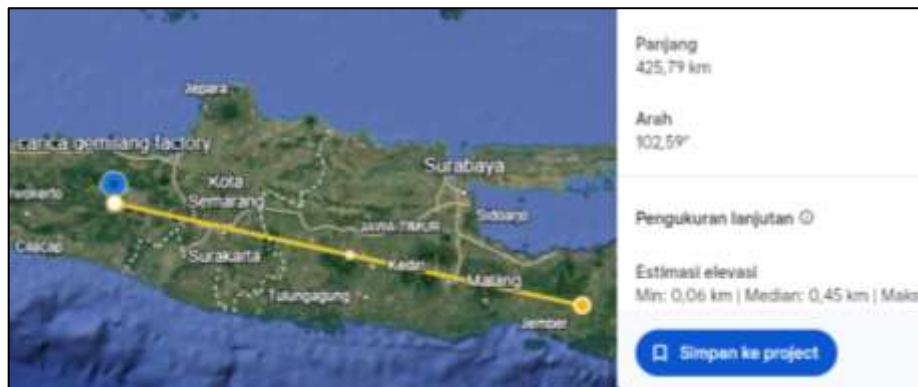 Jepara
carica gemilang factory
Kota
Semarang
Surabaya
Sidoarjo
JAWA TIMUR
Cilacap
Surakarta
Kediri
Malang
Tulungagung
Jember
Panjang
425,79 km
Arah
102,59°
Pengukuran lanjutan
Estimasi elevasi
Min: 0,06 km | Median: 0,45 km | Maks
Simpan ke project